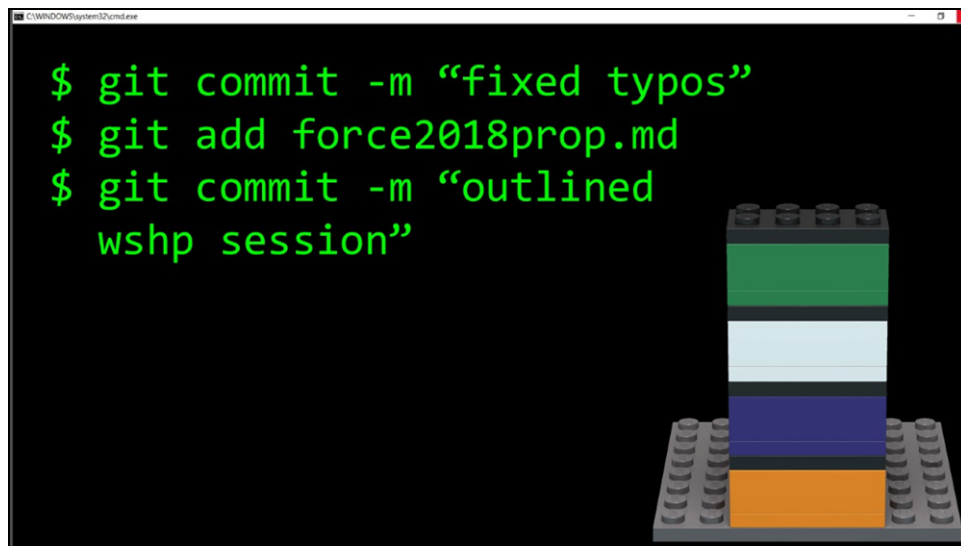 C:\WINDOWS\system32\cmd.exe
$ git commit -m “fixed typos”
$ git add force2018prop.md
$ git commit -m “outlined
wshp session”